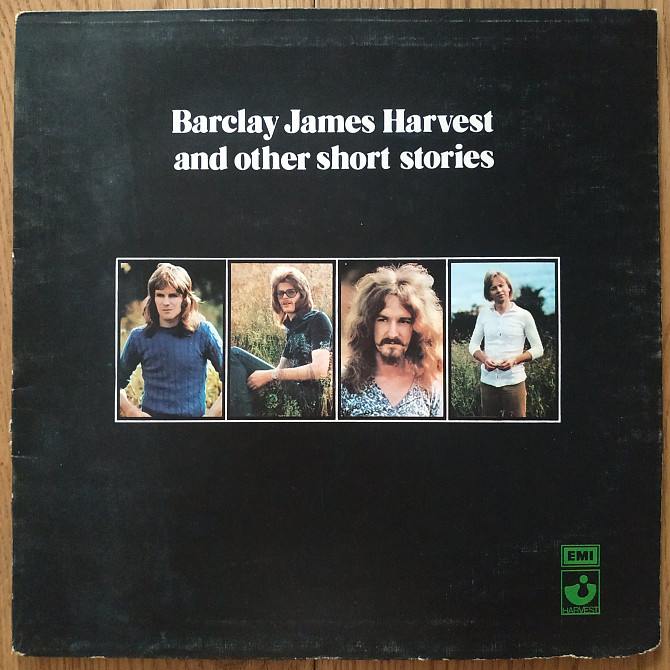 Barclay James Harvest
and other short stories
EMI
HARVEST